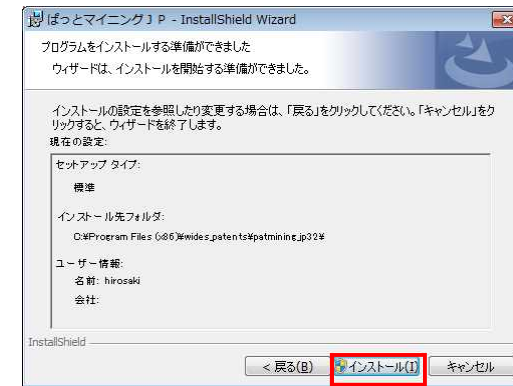 ぱっとマイニングJP - InstallShield Wizard
プログラムをインストールする準備ができました
ウィザードは、インストールを開始する準備ができました。
インストールの設定を参照したり変更する場合は、「戻る」をクリックしてください。「キャンセル」をク
リックすると、ウィザードを終了します。
現在の設定:
セットアップ タイプ:
標準
インストール先フォルダ:
C:¥Program Files (x86)¥wides_patents¥patmining_jp32¥
ユーザー情報:
名前: hirosaki
会社:
InstallShield
< 戻る(B) インストール(I) キャンセル